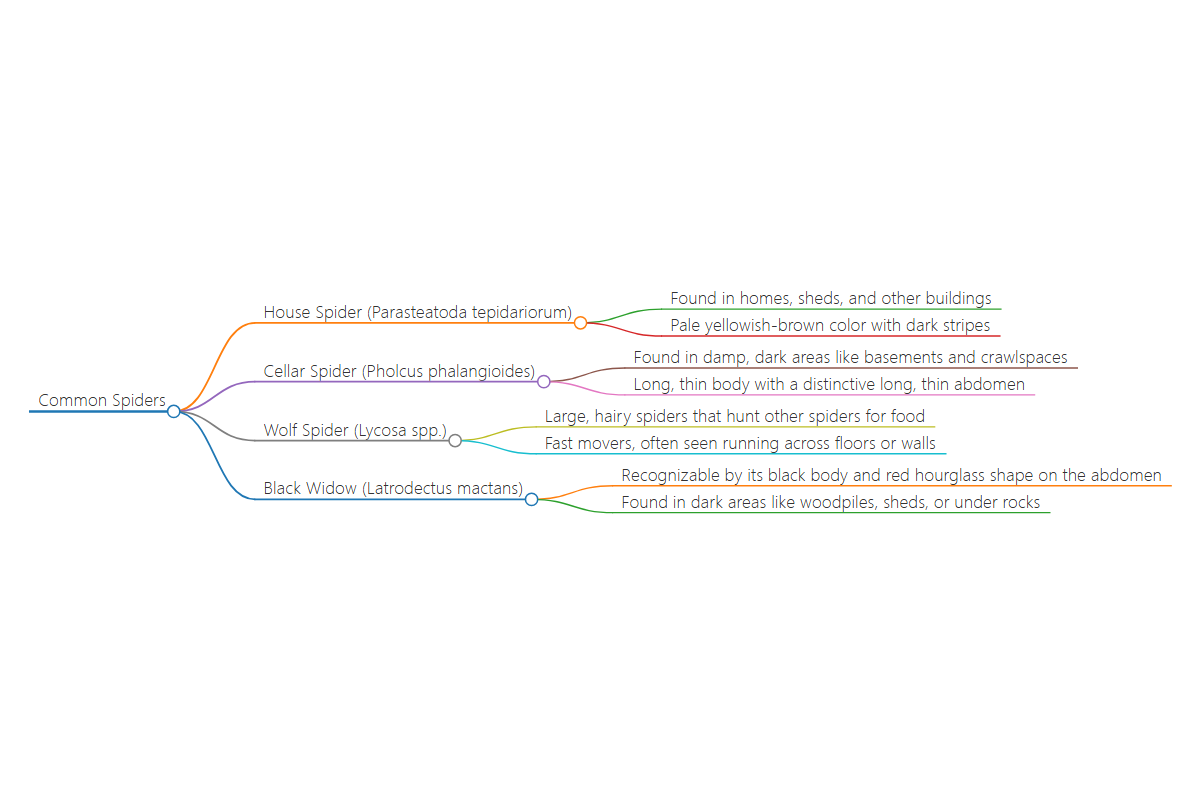 Common Spiders
House Spider (Parasteatoda tepidariorum)
Found in homes, sheds, and other buildings
Pale yellowish-brown color with dark stripes
Cellar Spider (Pholcus phalangioides)
Found in damp, dark areas like basements and crawlspaces
Long, thin body with a distinctive long, thin abdomen
Wolf Spider (Lycosa spp.)
Large, hairy spiders that hunt other spiders for food
Fast movers, often seen running across floors or walls
Black Widow (Latrodectus mactans)
Recognizable by its black body and red hourglass shape on the abdomen
Found in dark areas like woodpiles, sheds, or under rocks